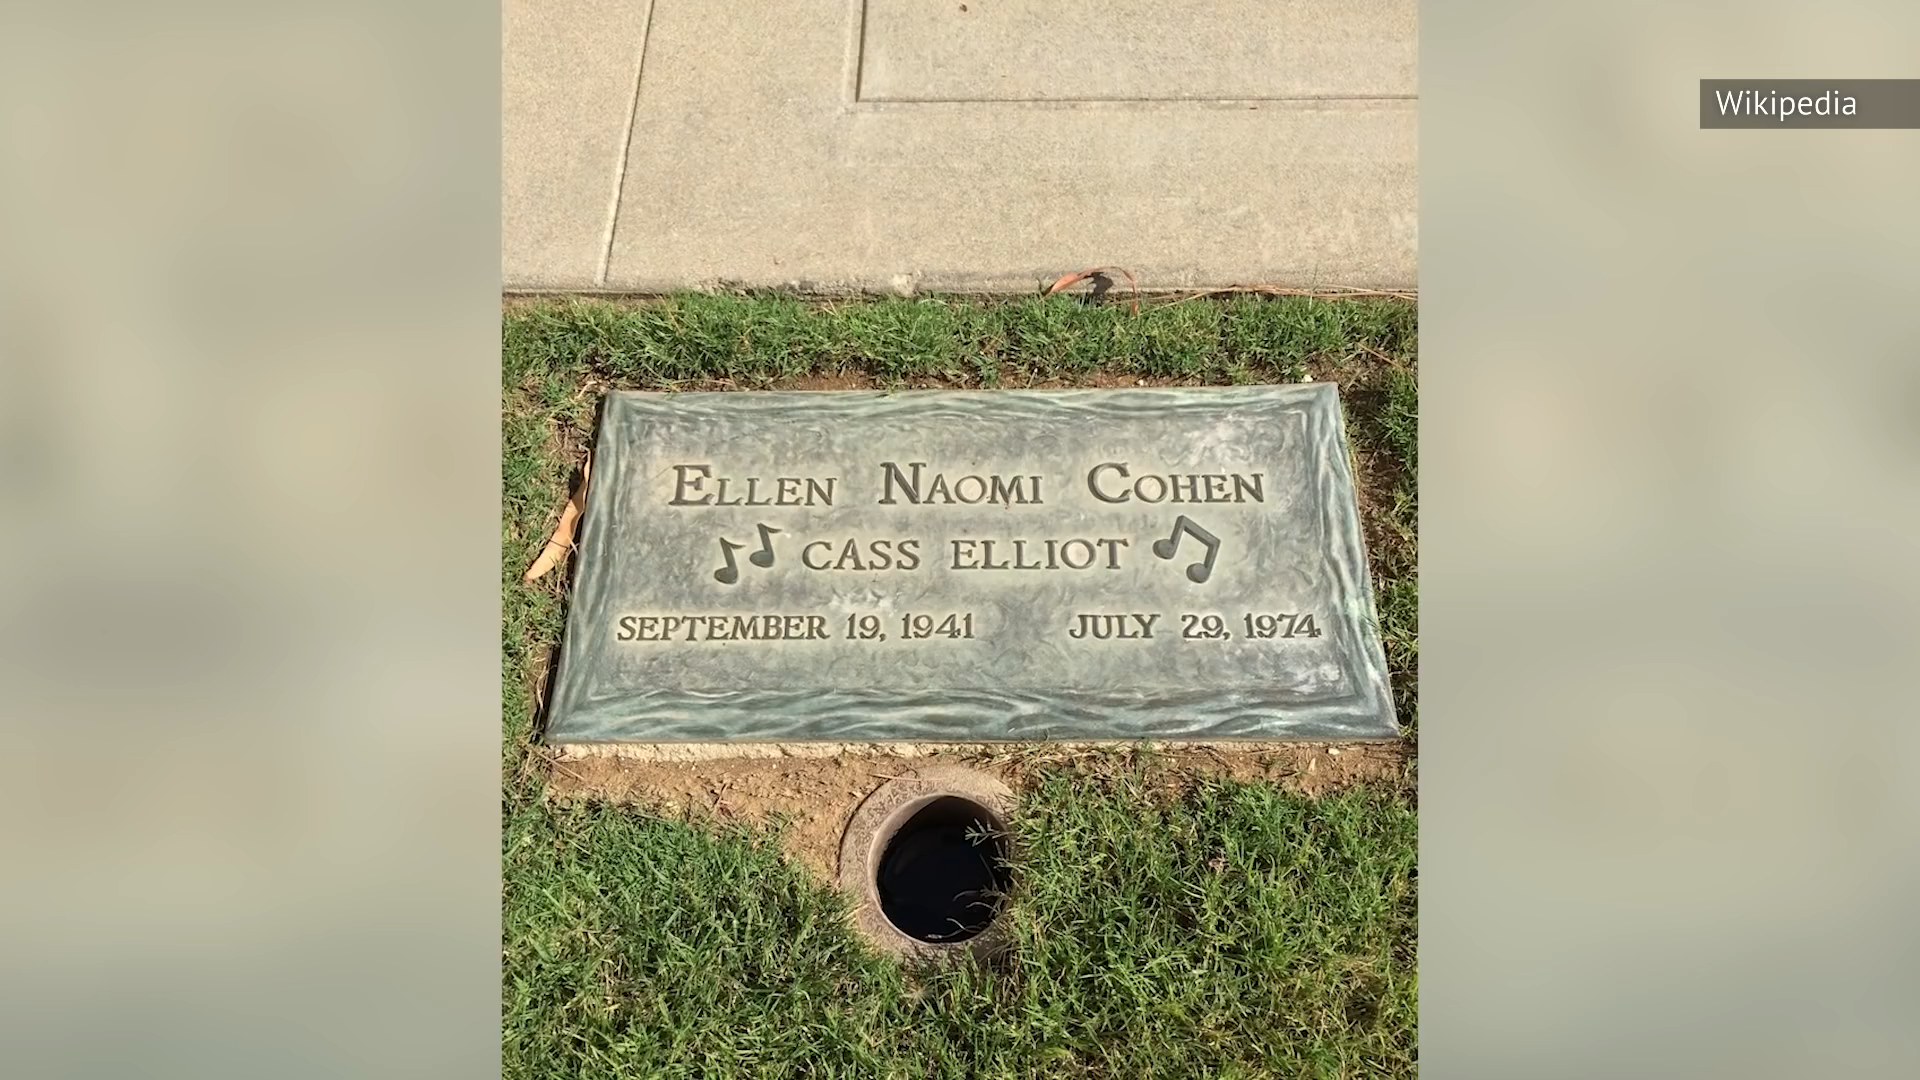 Wikipedia
ELLEN NAOMI COHEN
CASS ELLIOT
SEPTEMBER 19, 1941 JULY 29, 1974